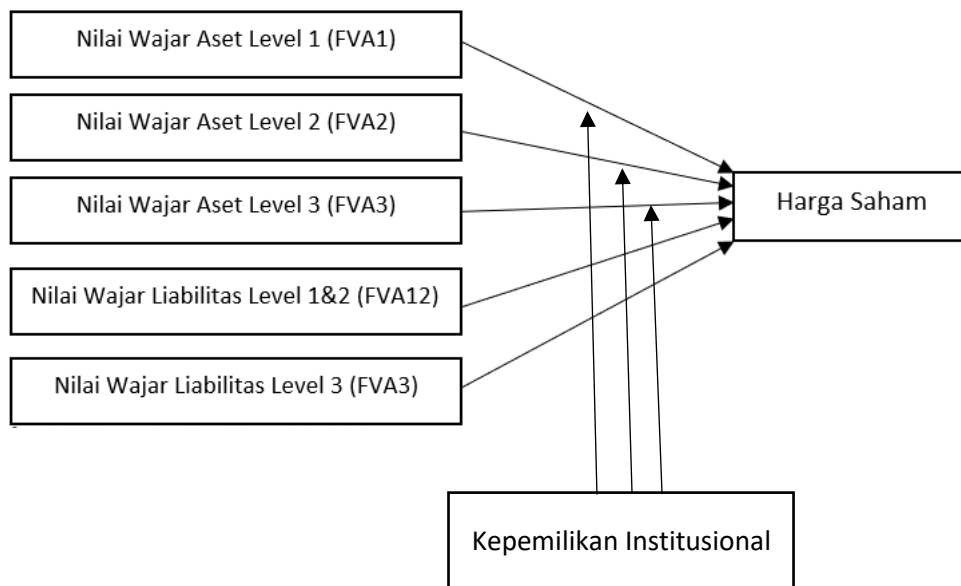 Nilai Wajar Aset Level 1 (FVA1)
Nilai Wajar Aset Level 2 (FVA2)
Nilai Wajar Aset Level 3 (FVA3)
Harga Saham
Nilai Wajar Liabilitas Level 1&2 (FVA12)
Nilai Wajar Liabilitas Level 3 (FVA3)
Kepemilikan Institusional